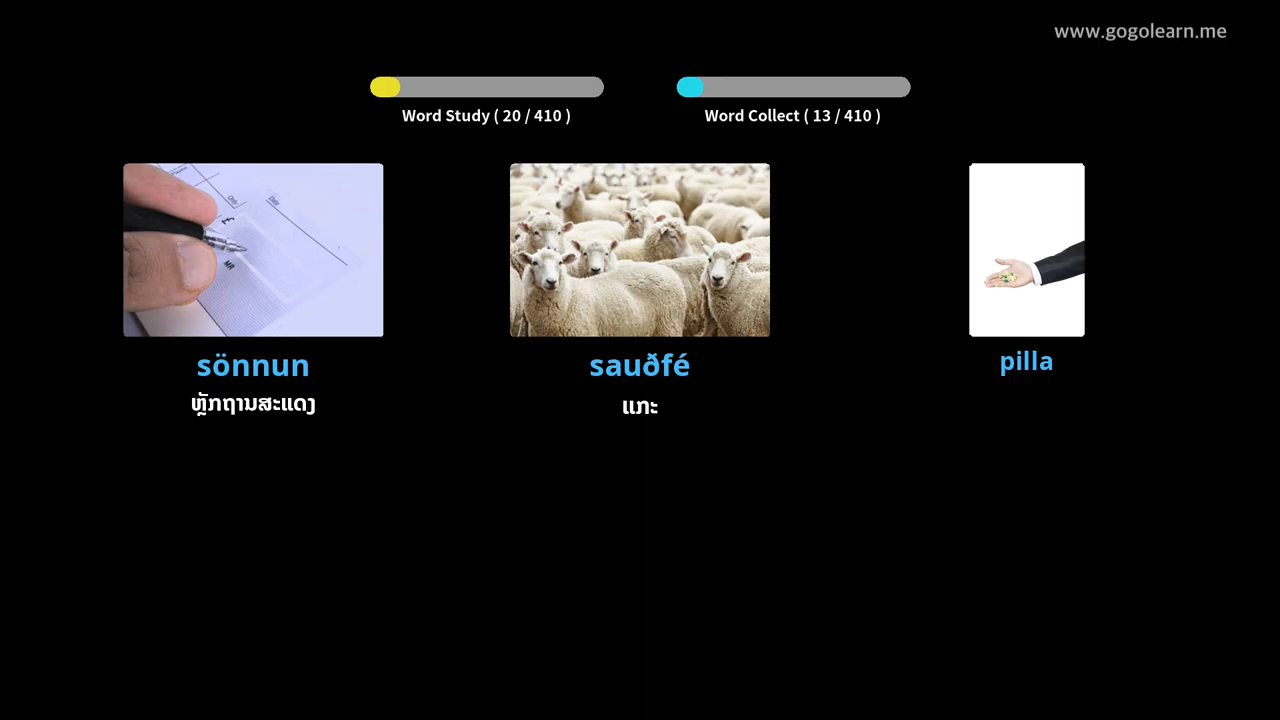 www.gogolearn.me
Word Study ( 20 / 410 )
Word Collect ( 13 / 410 )
£
MR
sönnun
sauðfé
pilla
ຫຼັກຖານສະແດງ
ແກະ